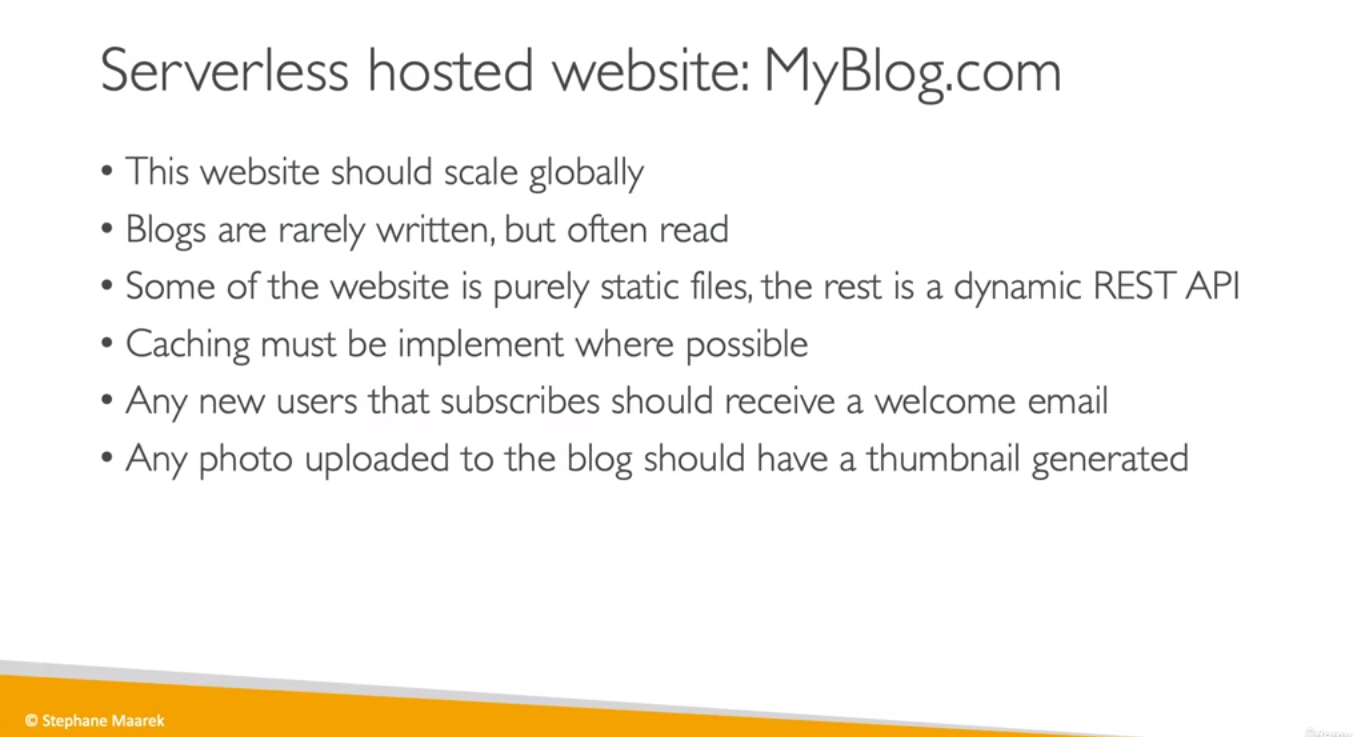 Serverless hosted website: MyBlog.com
• This website should scale globally
• Blogs are rarely written, but often read
• Some of the website is purely static files, the rest is a dynamic REST API
• Caching must be implement where possible
• Any new users that subscribes should receive a welcome email
• Any photo uploaded to the blog should have a thumbnail generated
© Stephane Maarek